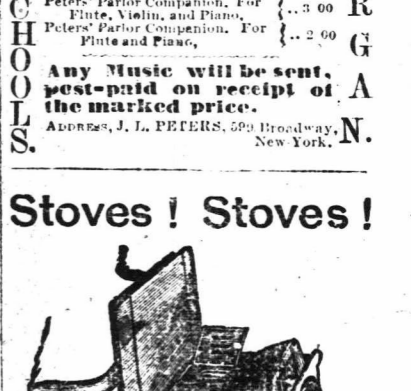 C
H
O
O
L
S.
Peters' Parlor Companion. For
Flute, Violin, and Piano, { .. 3 00
Peters' Parlor Companion. For
Flute and Piano, { .. 2 00
Any Music will be sent,
post-paid on receipt of
the marked price.
ADDRESS, J. L. PETERS, 599 Broadway,
New York.
R
G
A
N.
Stoves ! Stoves !